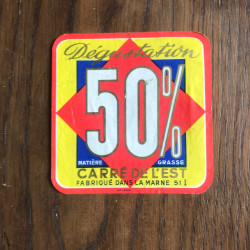 Dégustation
50%
MATIÈRE GRASSE
CARRÉ DE L'EST
FABRIQUÉ DANS LA MARNE 51 I